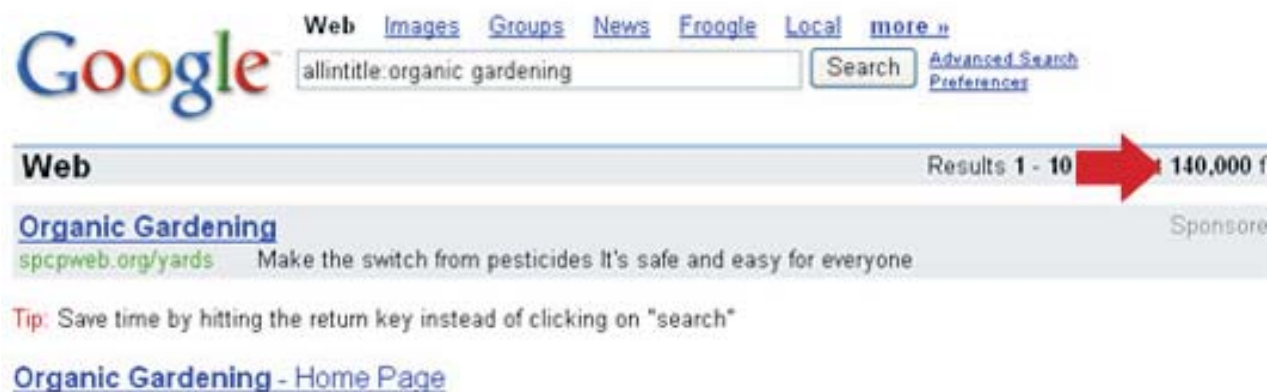 Web Images Groups News Froogle Local more »
Google™ allintitle:organic gardening Search Advanced Search
Preferences
Web Results 1 - 10 140,000 f
Organic Gardening Sponsore
spcpweb.org/yards Make the switch from pesticides It's safe and easy for everyone
Tip: Save time by hitting the return key instead of clicking on "search"
Organic Gardening - Home Page